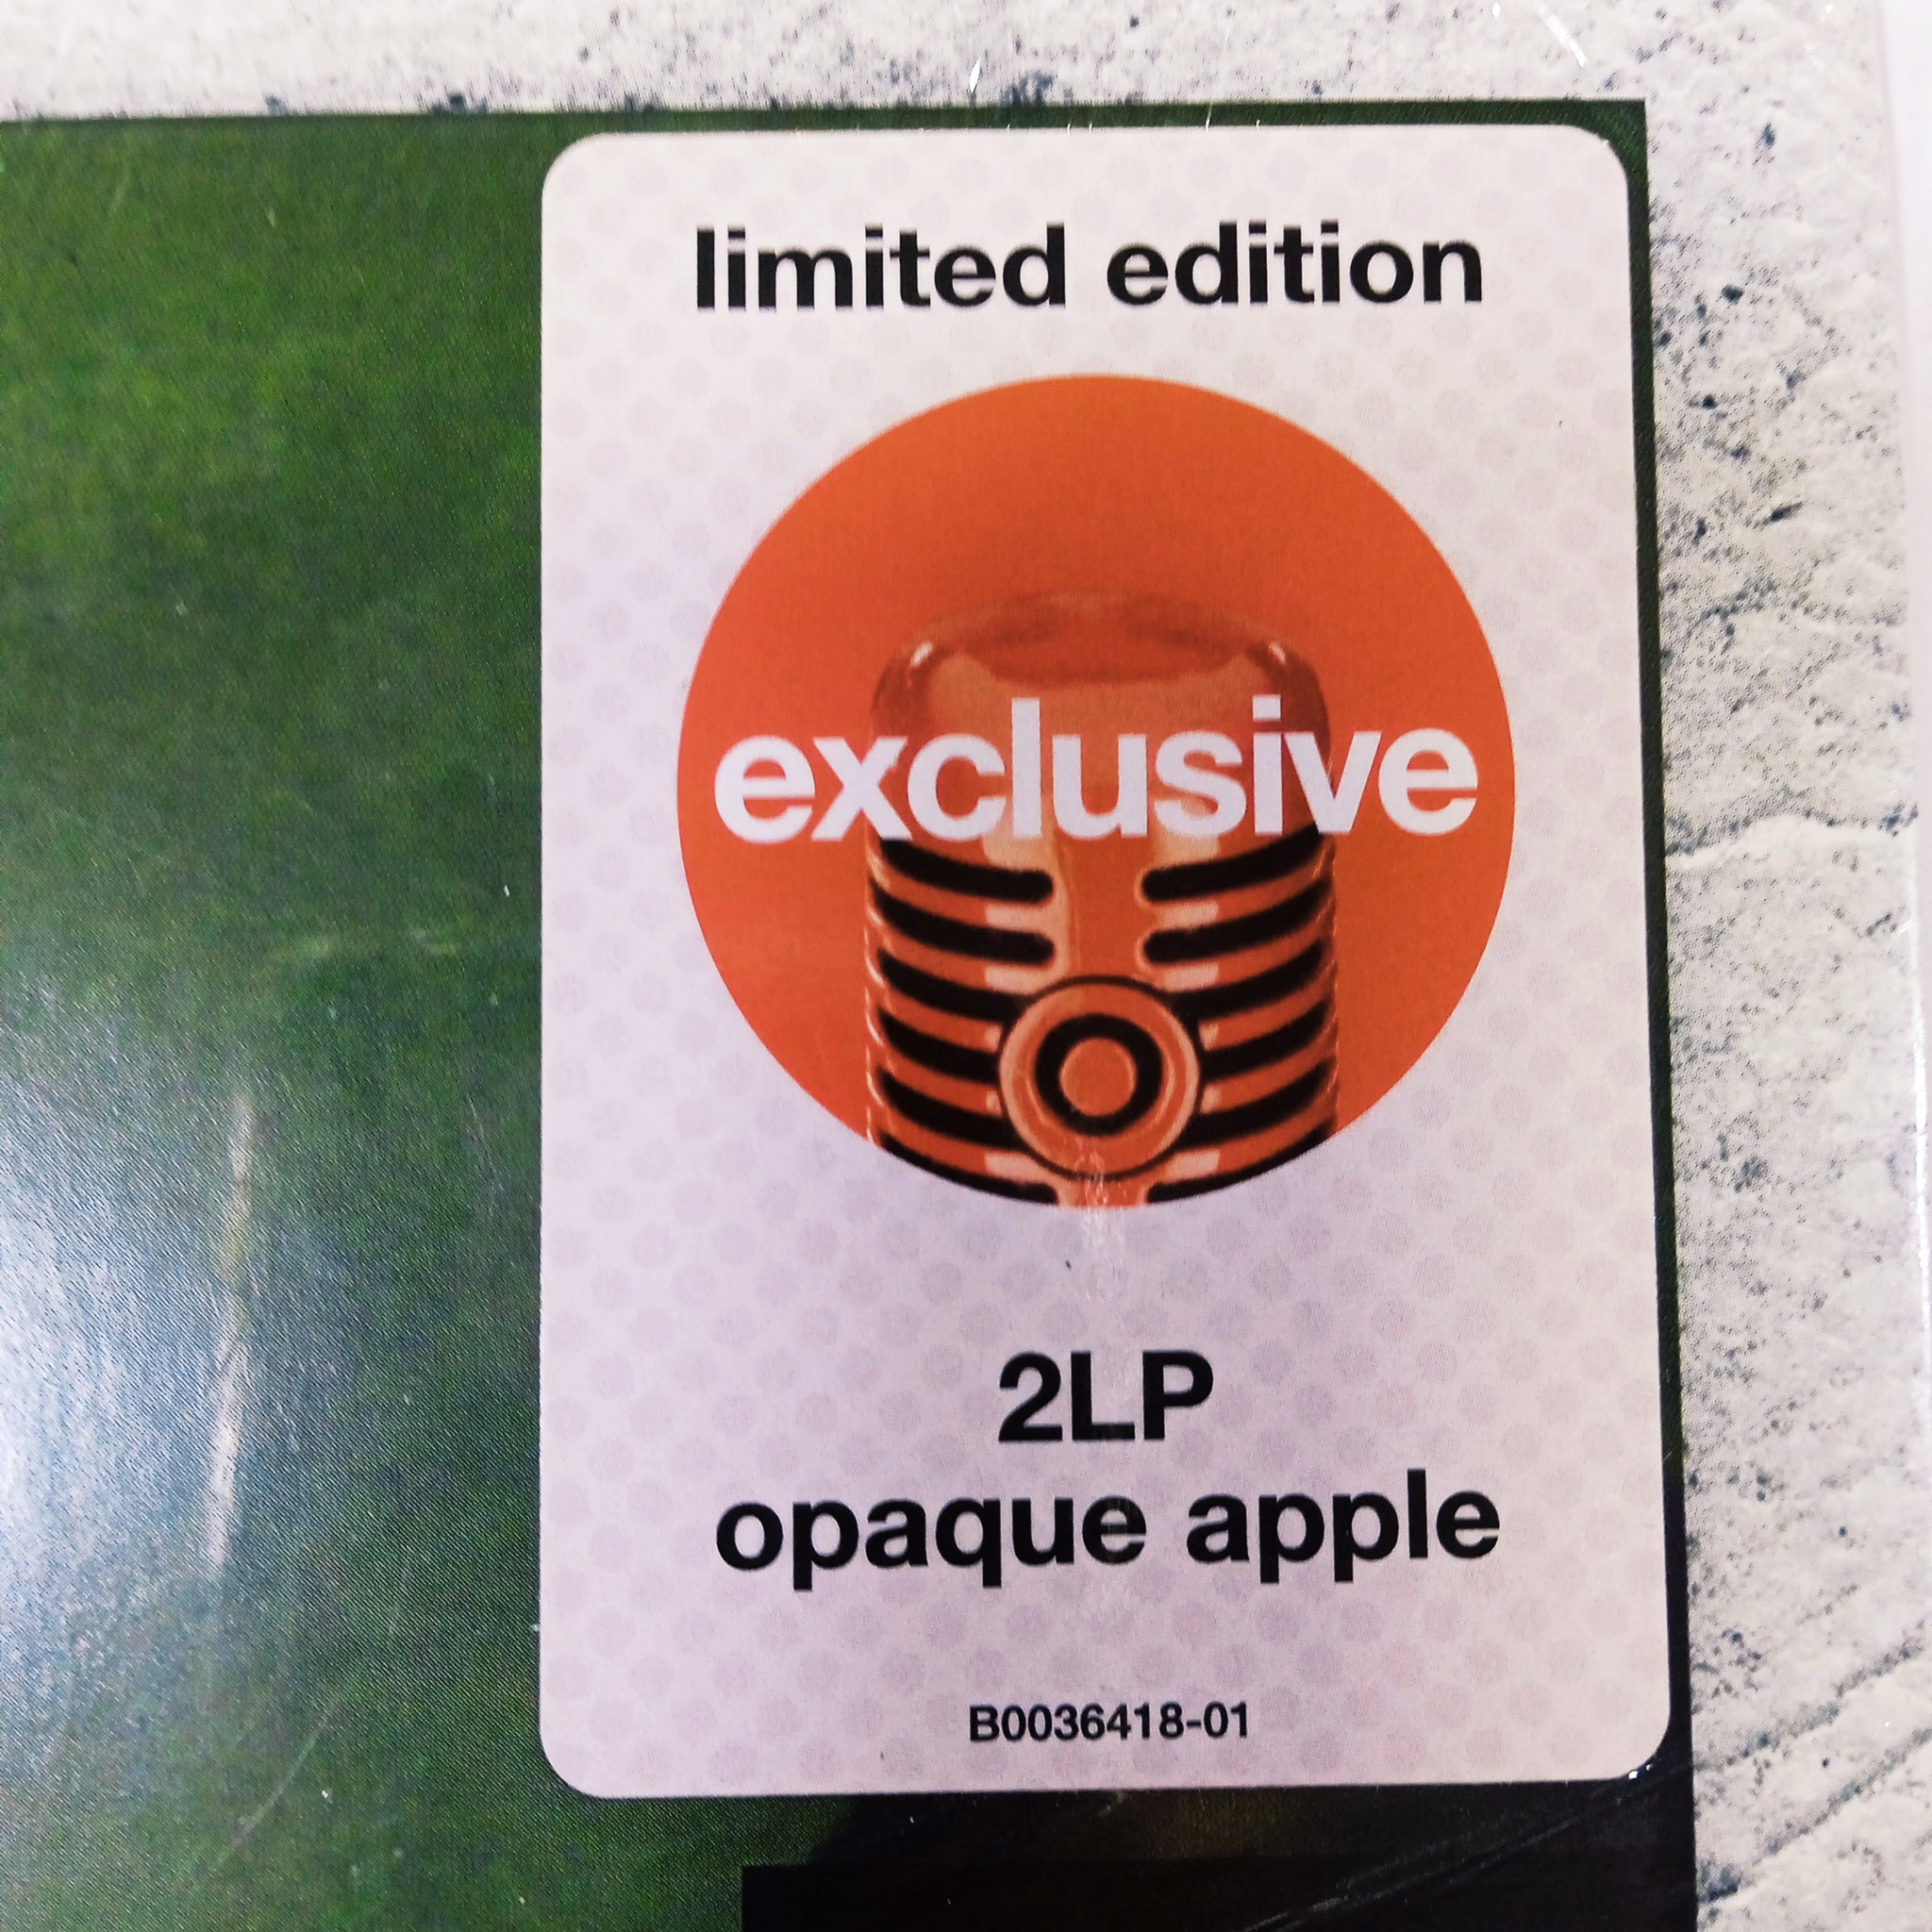 limited edition
exclusive
2LP
opaque apple
B0036418-01